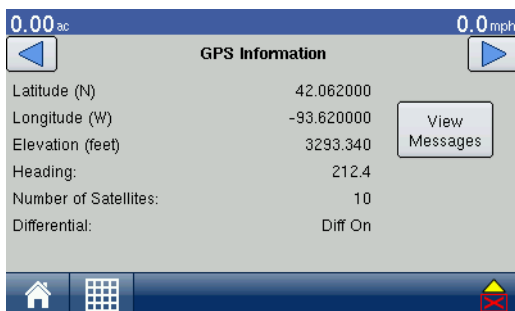 0.00 ac 0.0 mph
GPS Information
Latitude (N) 42.062000
Longitude (W) -93.620000
Elevation (feet) 3293.340
Heading: 212.4
Number of Satellites: 10
Differential: Diff On
View
Messages